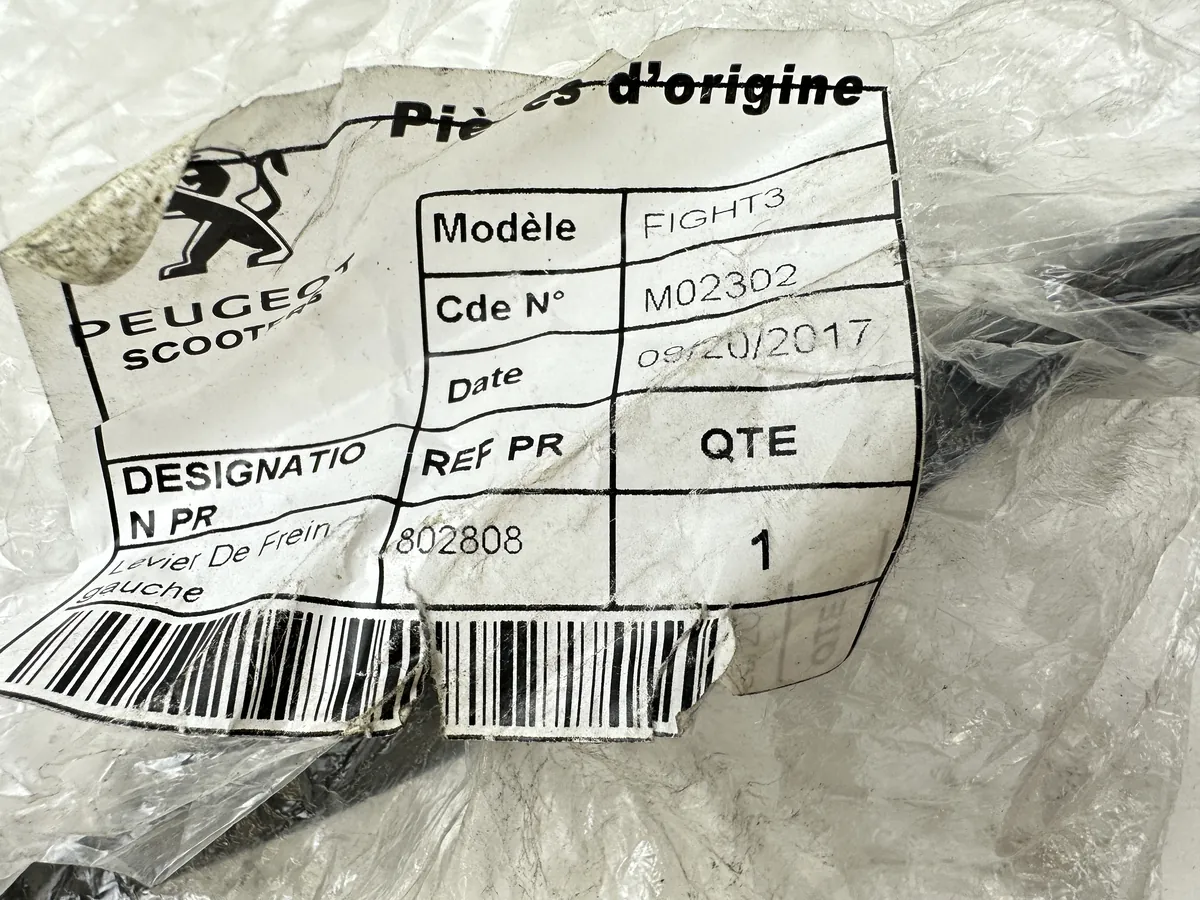 Pièces d'origine
PEUGEOT
SCOOTERS
Modèle FIGHT3
Cde N° M02302
Date 09/20/2017
DESIGNATIO
N PR
REF PR
QTE
Levier De Frein
gauche
802808
1
QTE